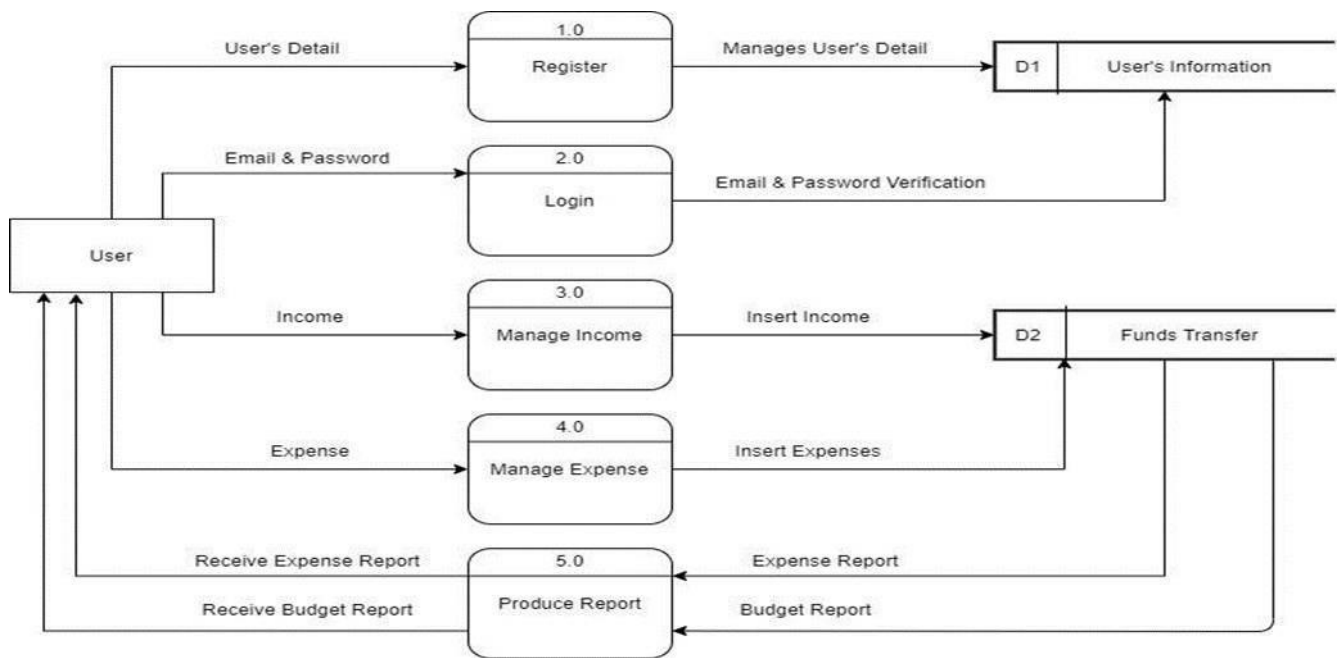 1.0
User's Detail
Manages User's Detail
Register
D1
User's Information
Email & Password
2.0
Login
Email & Password Verification
User
3.0
Income
Insert Income
Manage Income
D2
Funds Transfer
4.0
Expense
Insert Expenses
Manage Expense
Receive Expense Report
5.0
Expense Report
Receive Budget Report
Produce Report
Budget Report